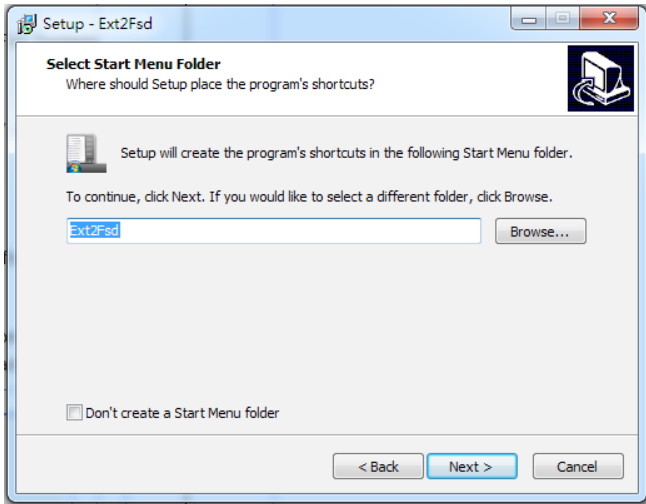 Setup - Ext2Fsd
Select Start Menu Folder
Where should Setup place the program's shortcuts?
Setup will create the program's shortcuts in the following Start Menu folder.
To continue, click Next. If you would like to select a different folder, click Browse.
Ext2Fsd
Browse...
Don't create a Start Menu folder
< Back
Next >
Cancel